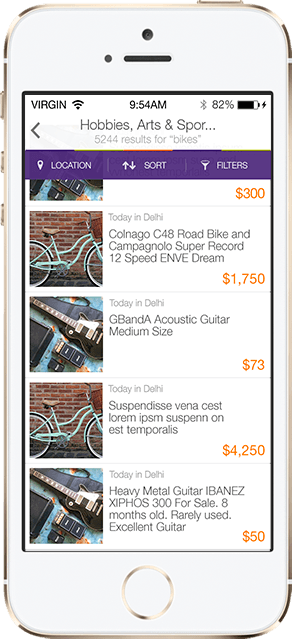 VIRGIN 9:54AM 82%
Hobbies, Arts & Spor...
5244 results for "bikes"
LOCATION SORT FILTERS
$300
Today in Delhi
Colnago C48 Road Bike and
Campagnolo Super Record
12 Speed ENVE Dream
$1,750
Today in Delhi
GBandA Acoustic Guitar
Medium Size
$73
Today in Delhi
Suspendisse vena cest
lorem ipsm suspenn on
est temporalis
$4,250
Today in Delhi
Heavy Metal Guitar IBANEZ
XIPHOS 300 For Sale. 8
months old. Rarely used.
Excellent Guitar
$50